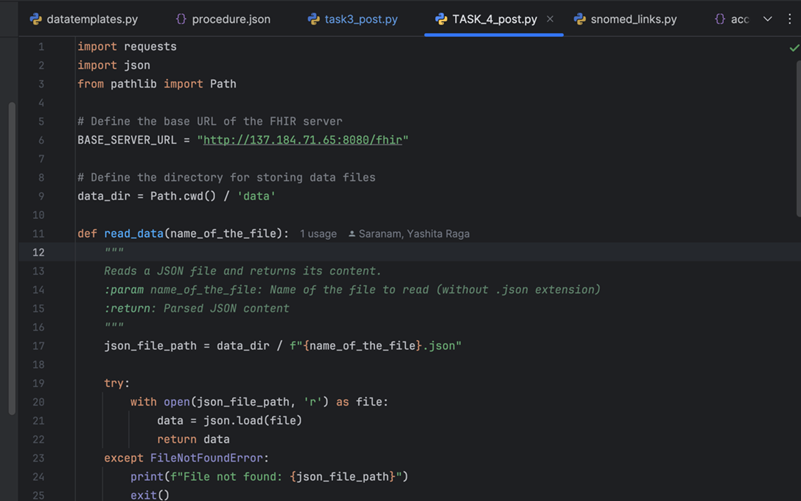 datatemplates.py {} procedure.json task3_post.py TASK_4_post.py × snomed_links.py {} acc
1 import requests
2 import json
3 from pathlib import Path
4
5 # Define the base URL of the FHIR server
6 BASE_SERVER_URL = "http://137.184.71.65:8080/fhir"
7
8 # Define the directory for storing data files
9 data_dir = Path.cwd() / 'data'
10
11 def read_data(name_of_the_file): 1 usage Saranam, Yashita Raga
12 """
13 Reads a JSON file and returns its content.
14 :param name_of_the_file: Name of the file to read (without .json extension)
15 :return: Parsed JSON content
16 """
17 json_file_path = data_dir / f"{name_of_the_file}.json"
18
19 try:
20 with open(json_file_path, 'r') as file:
21 data = json.load(file)
22 return data
23 except FileNotFoundError:
24 print(f"File not found: {json_file_path}")
25 exit()